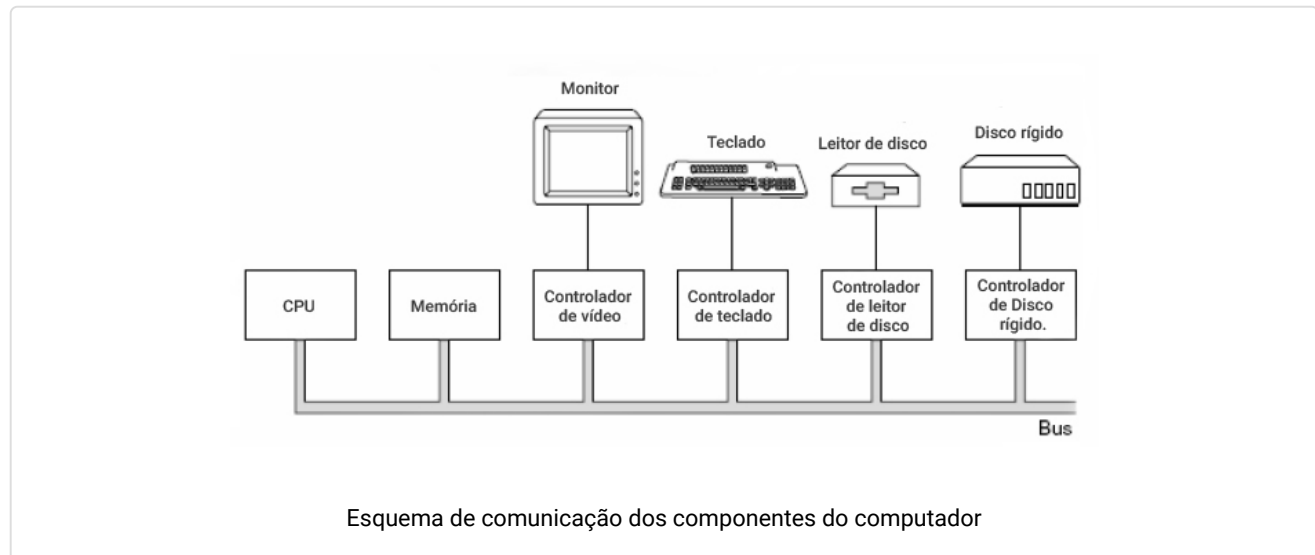 Monitor
Teclado
Leitor de disco
Disco rígido
CPU
Memória
Controlador
de vídeo
Controlador
de teclado
Controlador
de leitor
de disco
Controlador
de Disco
rígido.
Bus
Esquema de comunicação dos componentes do computador